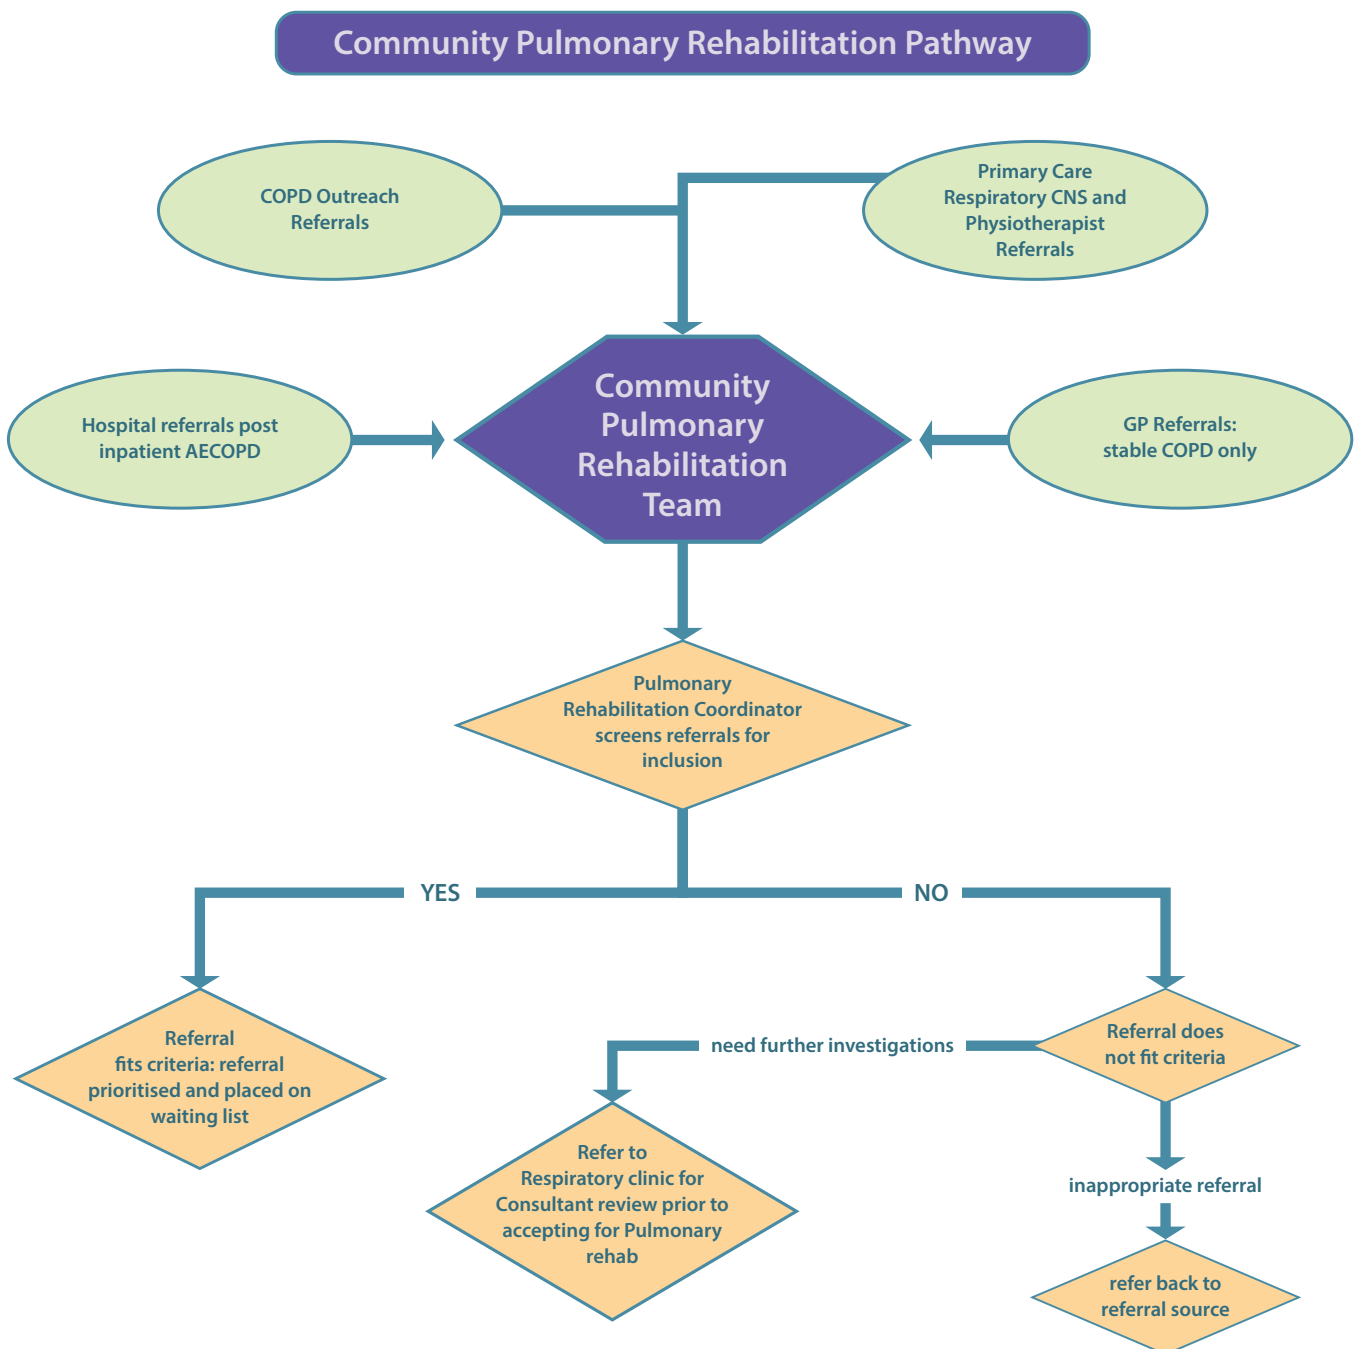 Community Pulmonary Rehabilitation Pathway
COPD Outreach
Referrals
Primary Care
Respiratory CNS and
Physiotherapist
Referrals
Hospital referrals post
inpatient AECOPD
Community
Pulmonary
Rehabilitation
Team
GP Referrals:
stable COPD only
Pulmonary
Rehabilitation Coordinator
screens referrals for
inclusion
YES
NO
Referral
fits criteria: referral
prioritised and placed on
waiting list
need further investigations
Referral does
not fit criteria
Refer to
Respiratory clinic for
Consultant review prior to
accepting for Pulmonary
rehab
inappropriate referral
refer back to
referral source